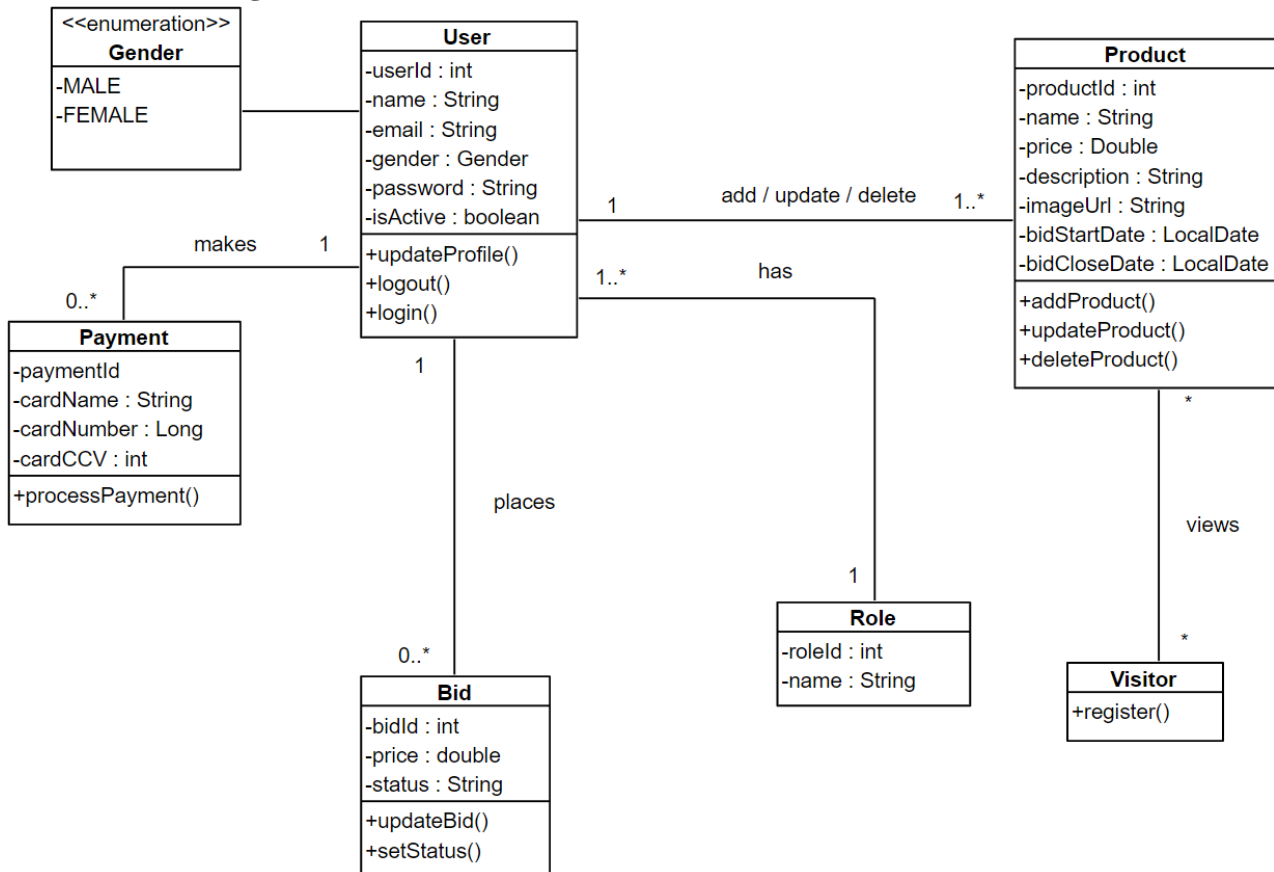 <<enumeration>>
Gender
-MALE
-FEMALE
User
-userId : int
-name : String
-email : String
-gender : Gender
-password : String
-isActive : boolean
+updateProfile()
+logout()
+login()
Product
-productId : int
-name : String
-price : Double
-description : String
-imageUrl : String
-bidStartDate : LocalDate
-bidCloseDate : LocalDate
+addProduct()
+updateProduct()
+deleteProduct()
1
add / update / delete
1..*
makes
1
0..*
1..*
has
1
Payment
-paymentId
-cardName : String
-cardNumber : Long
-cardCCV : int
+processPayment()
1
places
0..*
*
views
*
Role
-roleId : int
-name : String
Visitor
+register()
Bid
-bidId : int
-price : double
-status : String
+updateBid()
+setStatus()